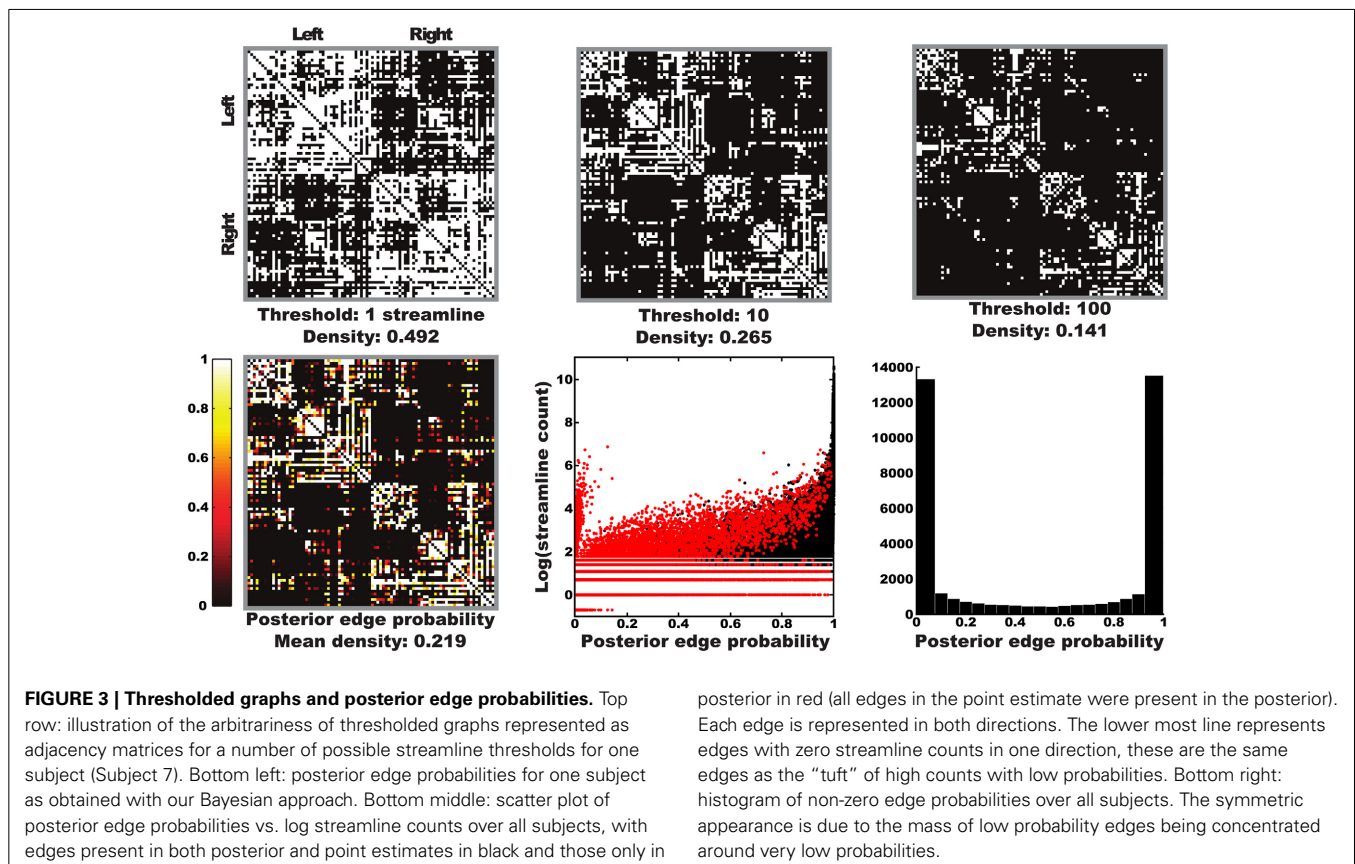 Left Right
Left
Right
Threshold: 1 streamline
Density: 0.492
Threshold: 10
Density: 0.265
Threshold: 100
Density: 0.141
1
0.8
0.6
0.4
0.2
0
Posterior edge probability
Mean density: 0.219
Log(streamline count)
10
8
6
4
2
0
0 0.2 0.4 0.6 0.8 1
Posterior edge probability
14000
12000
10000
8000
6000
4000
2000
0
0 0.2 0.4 0.6 0.8 1
Posterior edge probability
FIGURE 3 | Thresholded graphs and posterior edge probabilities. Top
row: illustration of the arbitrariness of thresholded graphs represented as
adjacency matrices for a number of possible streamline thresholds for one
subject (Subject 7). Bottom left: posterior edge probabilities for one subject
as obtained with our Bayesian approach. Bottom middle: scatter plot of
posterior edge probabilities vs. log streamline counts over all subjects, with
edges present in both posterior and point estimates in black and those only in
posterior in red (all edges in the point estimate were present in the posterior).
Each edge is represented in both directions. The lower most line represents
edges with zero streamline counts in one direction, these are the same
edges as the “tuft” of high counts with low probabilities. Bottom right:
histogram of non-zero edge probabilities over all subjects. The symmetric
appearance is due to the mass of low probability edges being concentrated
around very low probabilities.